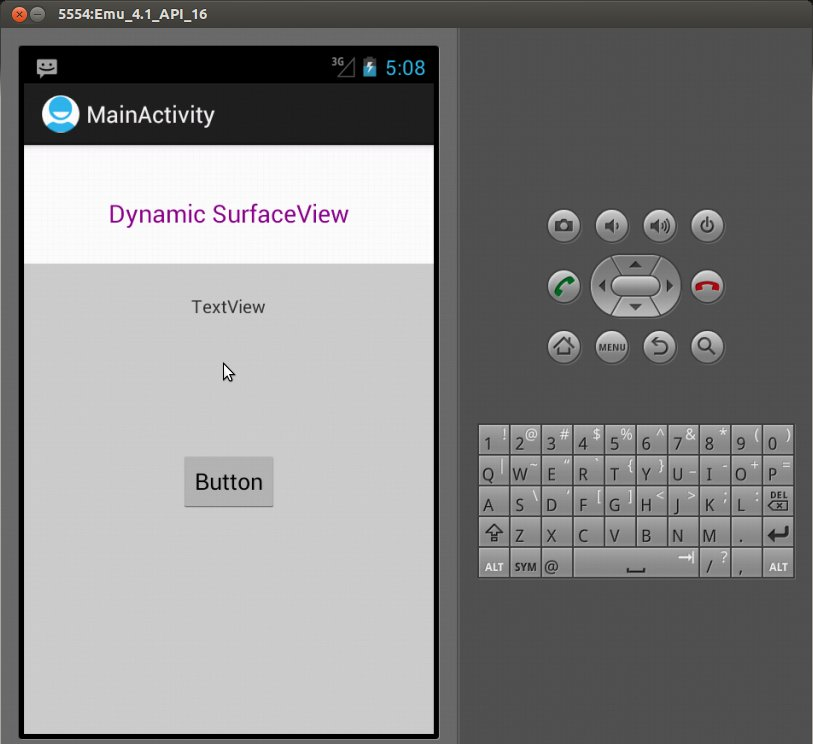 5554:Emu_4.1_API_16
3G 5:08
MainActivity
Dynamic SurfaceView
TextView
Button
MENU
1 ! 2 @ 3 # 4 $ 5 % 6 ^ 7 & 8 * 9 ( 0 )
Q | W ~ E “ R ` T { Y } U _ I - O + P =
A S \ D ‘ F [ G ] H < J > K ; L : DEL
Z X C V B N M .
ALT SYM @ / ? , ALT